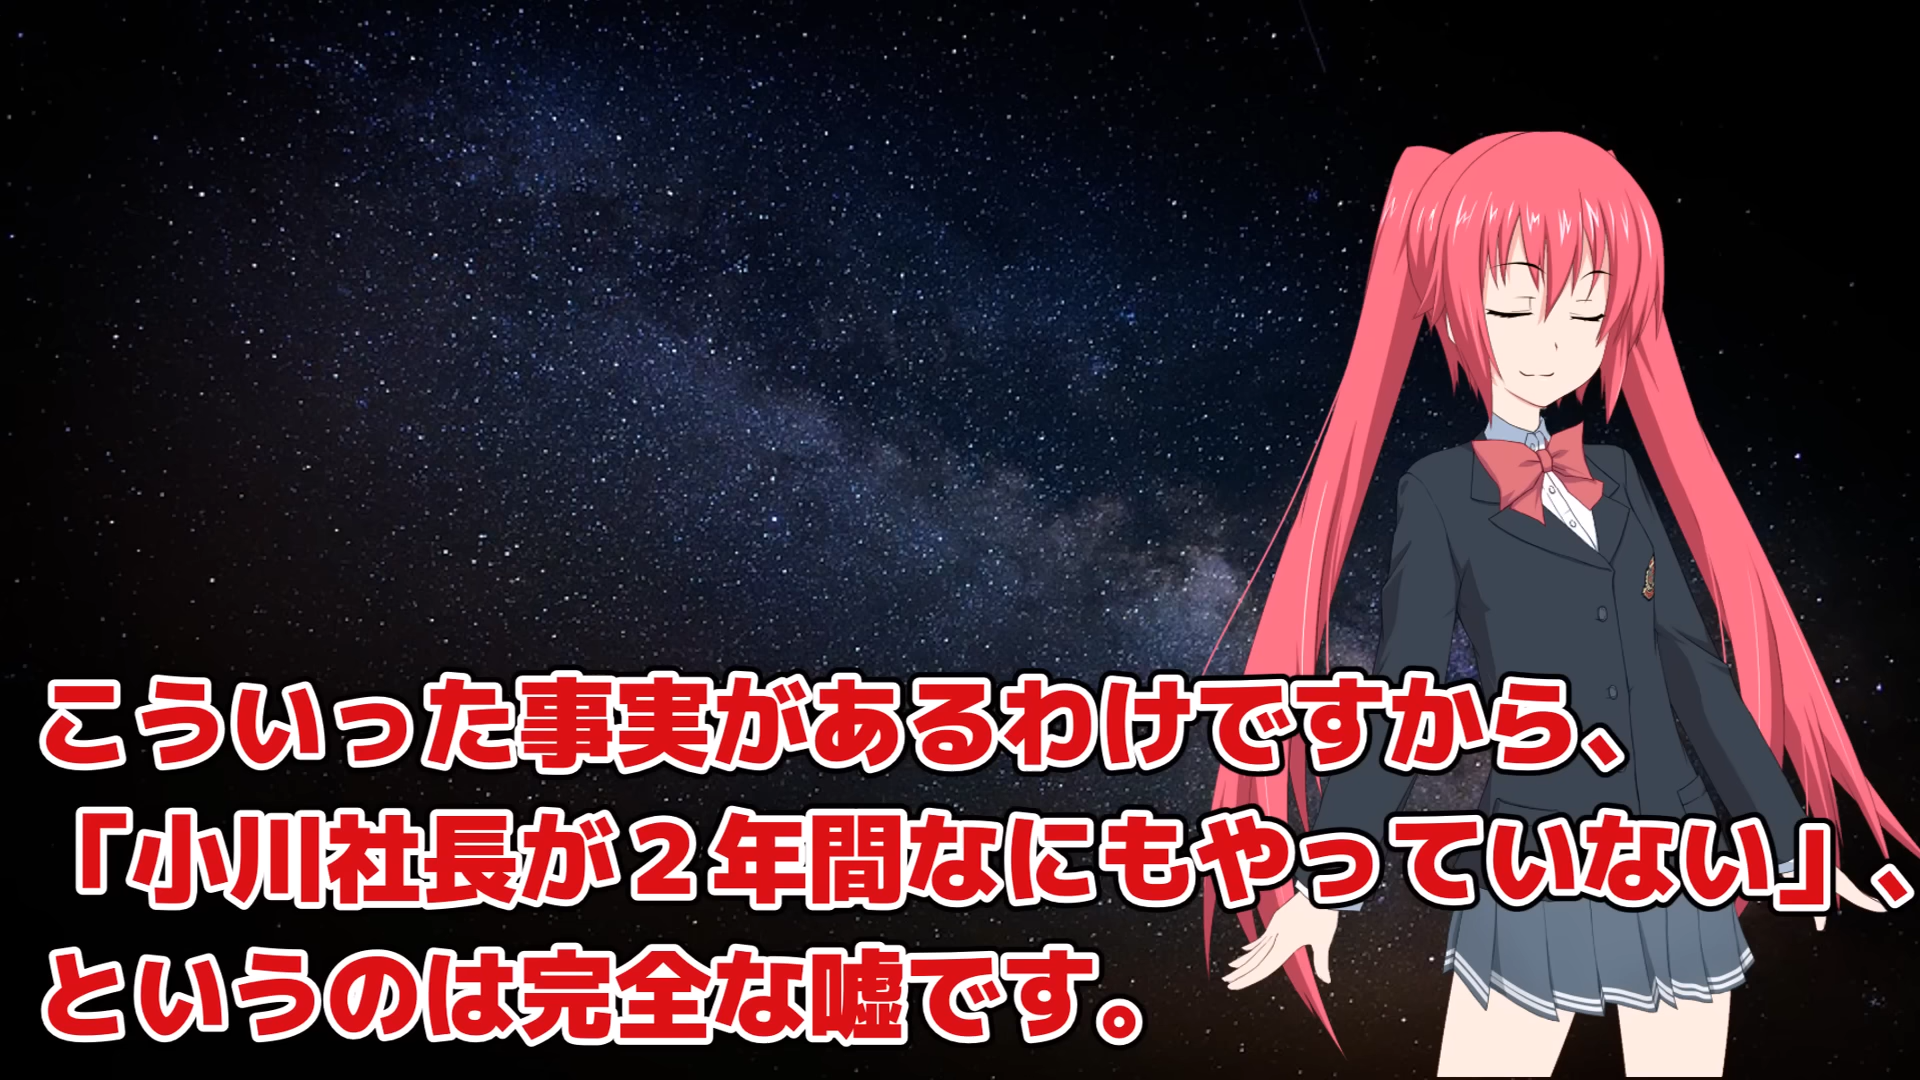 こういった事実があるわけですから、
「小川社長が２年間なにもやっていない」、
というのは完全な嘘です。